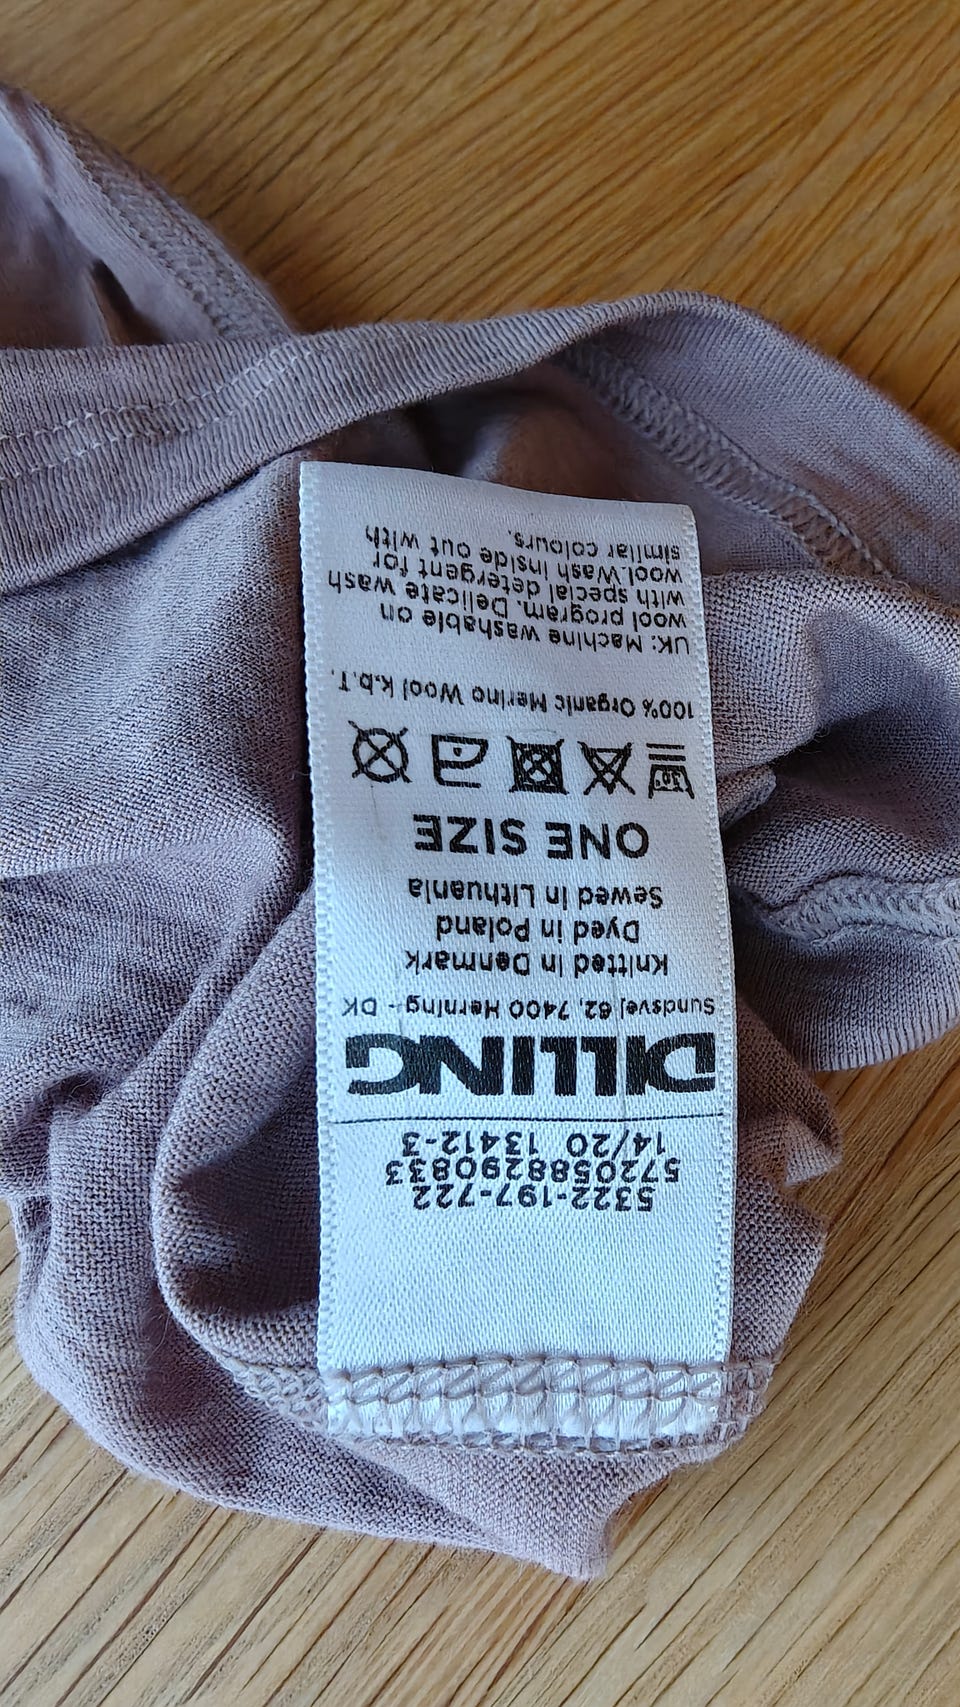 5322-197-722
5720588290833
14/20 13412-3
DILLING
Sundsvej 62, 7400 Herning - DK
Knitted in Denmark
Dyed in Poland
Sewed in Lithuania
ONE SIZE
30°
100% Organic Merino Wool k.b.T.
UK: Machine washable on
wool program. Delicate wash
with special detergent for
wool.Wash inside out with
similar colours.